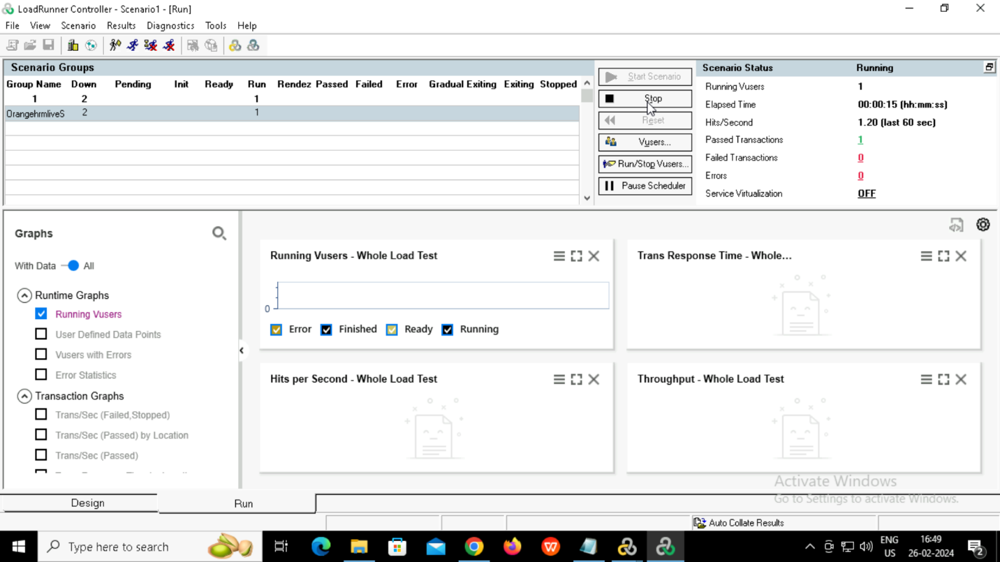 LoadRunner Controller - Scenario1 - [Run]
File View Scenario Results Diagnostics Tools Help
Scenario Groups
Group Name Down Pending Init Ready Run Rendez Passed Failed Error Gradual Exiting Exiting Stopped
1 2 1
OrangehrmliveS 2 1
Start Scenario
Stop
Reset
Vusers...
Run/Stop Vusers...
Pause Scheduler
Scenario Status Running
Running Vusers 1
Elapsed Time 00:00:15 (hh:mm:ss)
Hits/Second 1.20 (last 60 sec)
Passed Transactions 1
Failed Transactions 0
Errors 0
Service Virtualization OFF
Graphs
With Data All
Runtime Graphs
Running Vusers
User Defined Data Points
Vusers with Errors
Error Statistics
Transaction Graphs
Trans/Sec (Failed,Stopped)
Trans/Sec (Passed) by Location
Trans/Sec (Passed)
Running Vusers - Whole Load Test
0
Error Finished Ready Running
Trans Response Time - Whole...
Hits per Second - Whole Load Test
Throughput - Whole Load Test
Activate Windows
Go to Settings to activate Windows.
Design Run
Auto Collate Results
Type here to search
ENG
US
16:49
26-02-2024
2